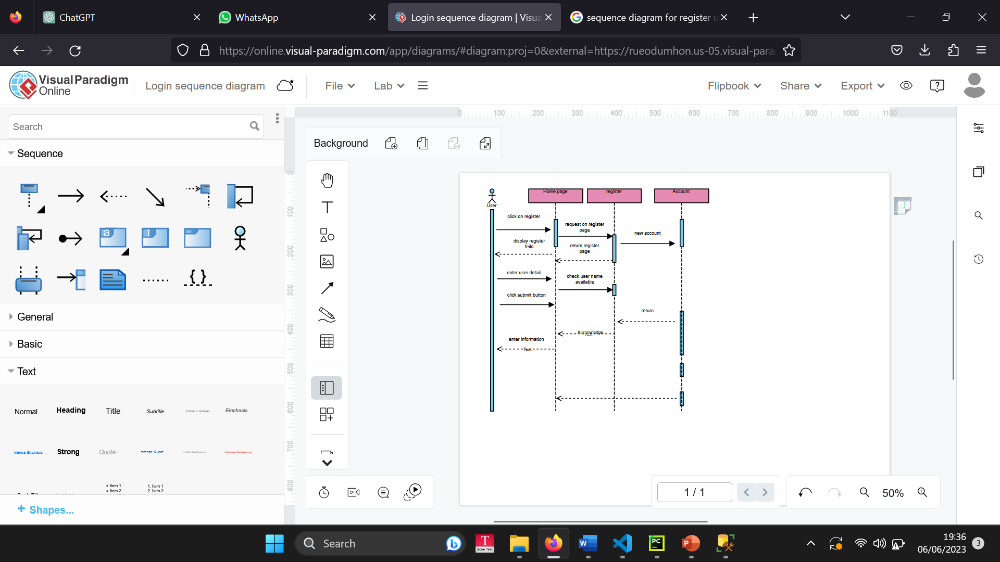 ChatGPT
WhatsApp
Login sequence diagram | Visua
sequence diagram for register u
https://online.visual-paradigm.com/app/diagrams/#diagram:proj=0&external=https://rueodumhon.us-05.visual-para
Visual Paradigm
Online
Login sequence diagram
File
Lab
Flipbook
Share
Export
Search
Sequence
a
I
{}
General
Basic
Text
Normal
Heading
Title
Subtitle
Subtle Emphasis
Emphasis
Intense Emphasis
Strong
Quote
Intense Quote
Subtle Reference
Intense Reference
Item 1
Item 2
1. Item 1
2. Item 2
+ Shapes...
Background
0 100 200 300 400 500 600 700 800 900 1000 1100
0
100
200
300
400
500
600
700
800
T
User
Home page
register
Account
click on register
request on register
page
new account
display register
feild
return register
page
enter user detail
check user name
available
click submit button
return
Acknowledge
Text
enter information
Text
1 / 1
50%
Search
T
Scan Text
W
PC
P
19:36
06/06/2023
3